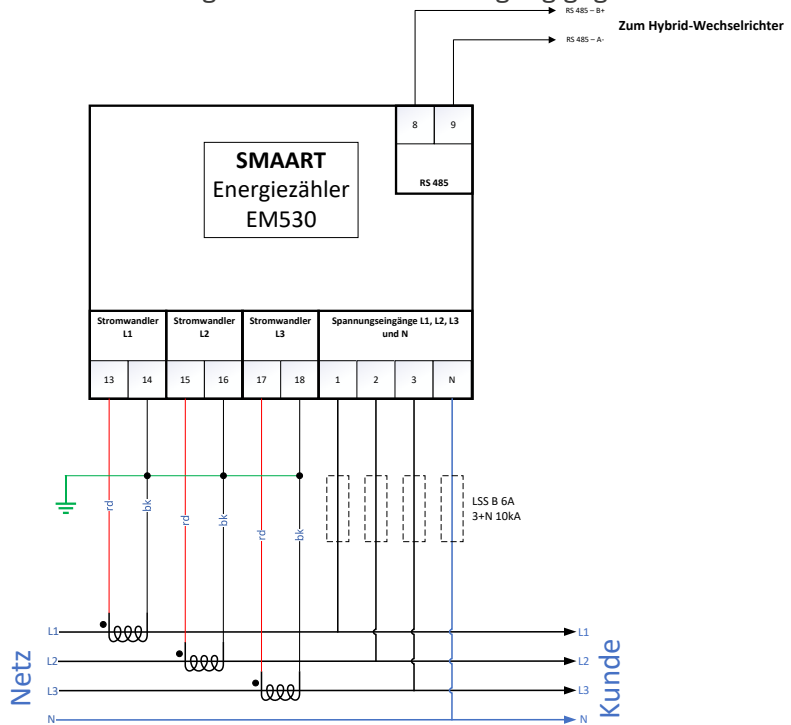 RS 485 – B+
Zum Hybrid-Wechselrichter
RS 485 – A-
8
9
RS 485
SMAART
Energiezähler
EM530
Stromwandler
L1
Stromwandler
L2
Stromwandler
L3
Spannungseingänge L1, L2, L3
und N
13
14
15
16
17
18
1
2
3
N
LSS B 6A
3+N 10kA
rd
bk
rd
bk
rd
bk
L1
L1
L2
L2
L3
L3
N
N
Netz
Kunde